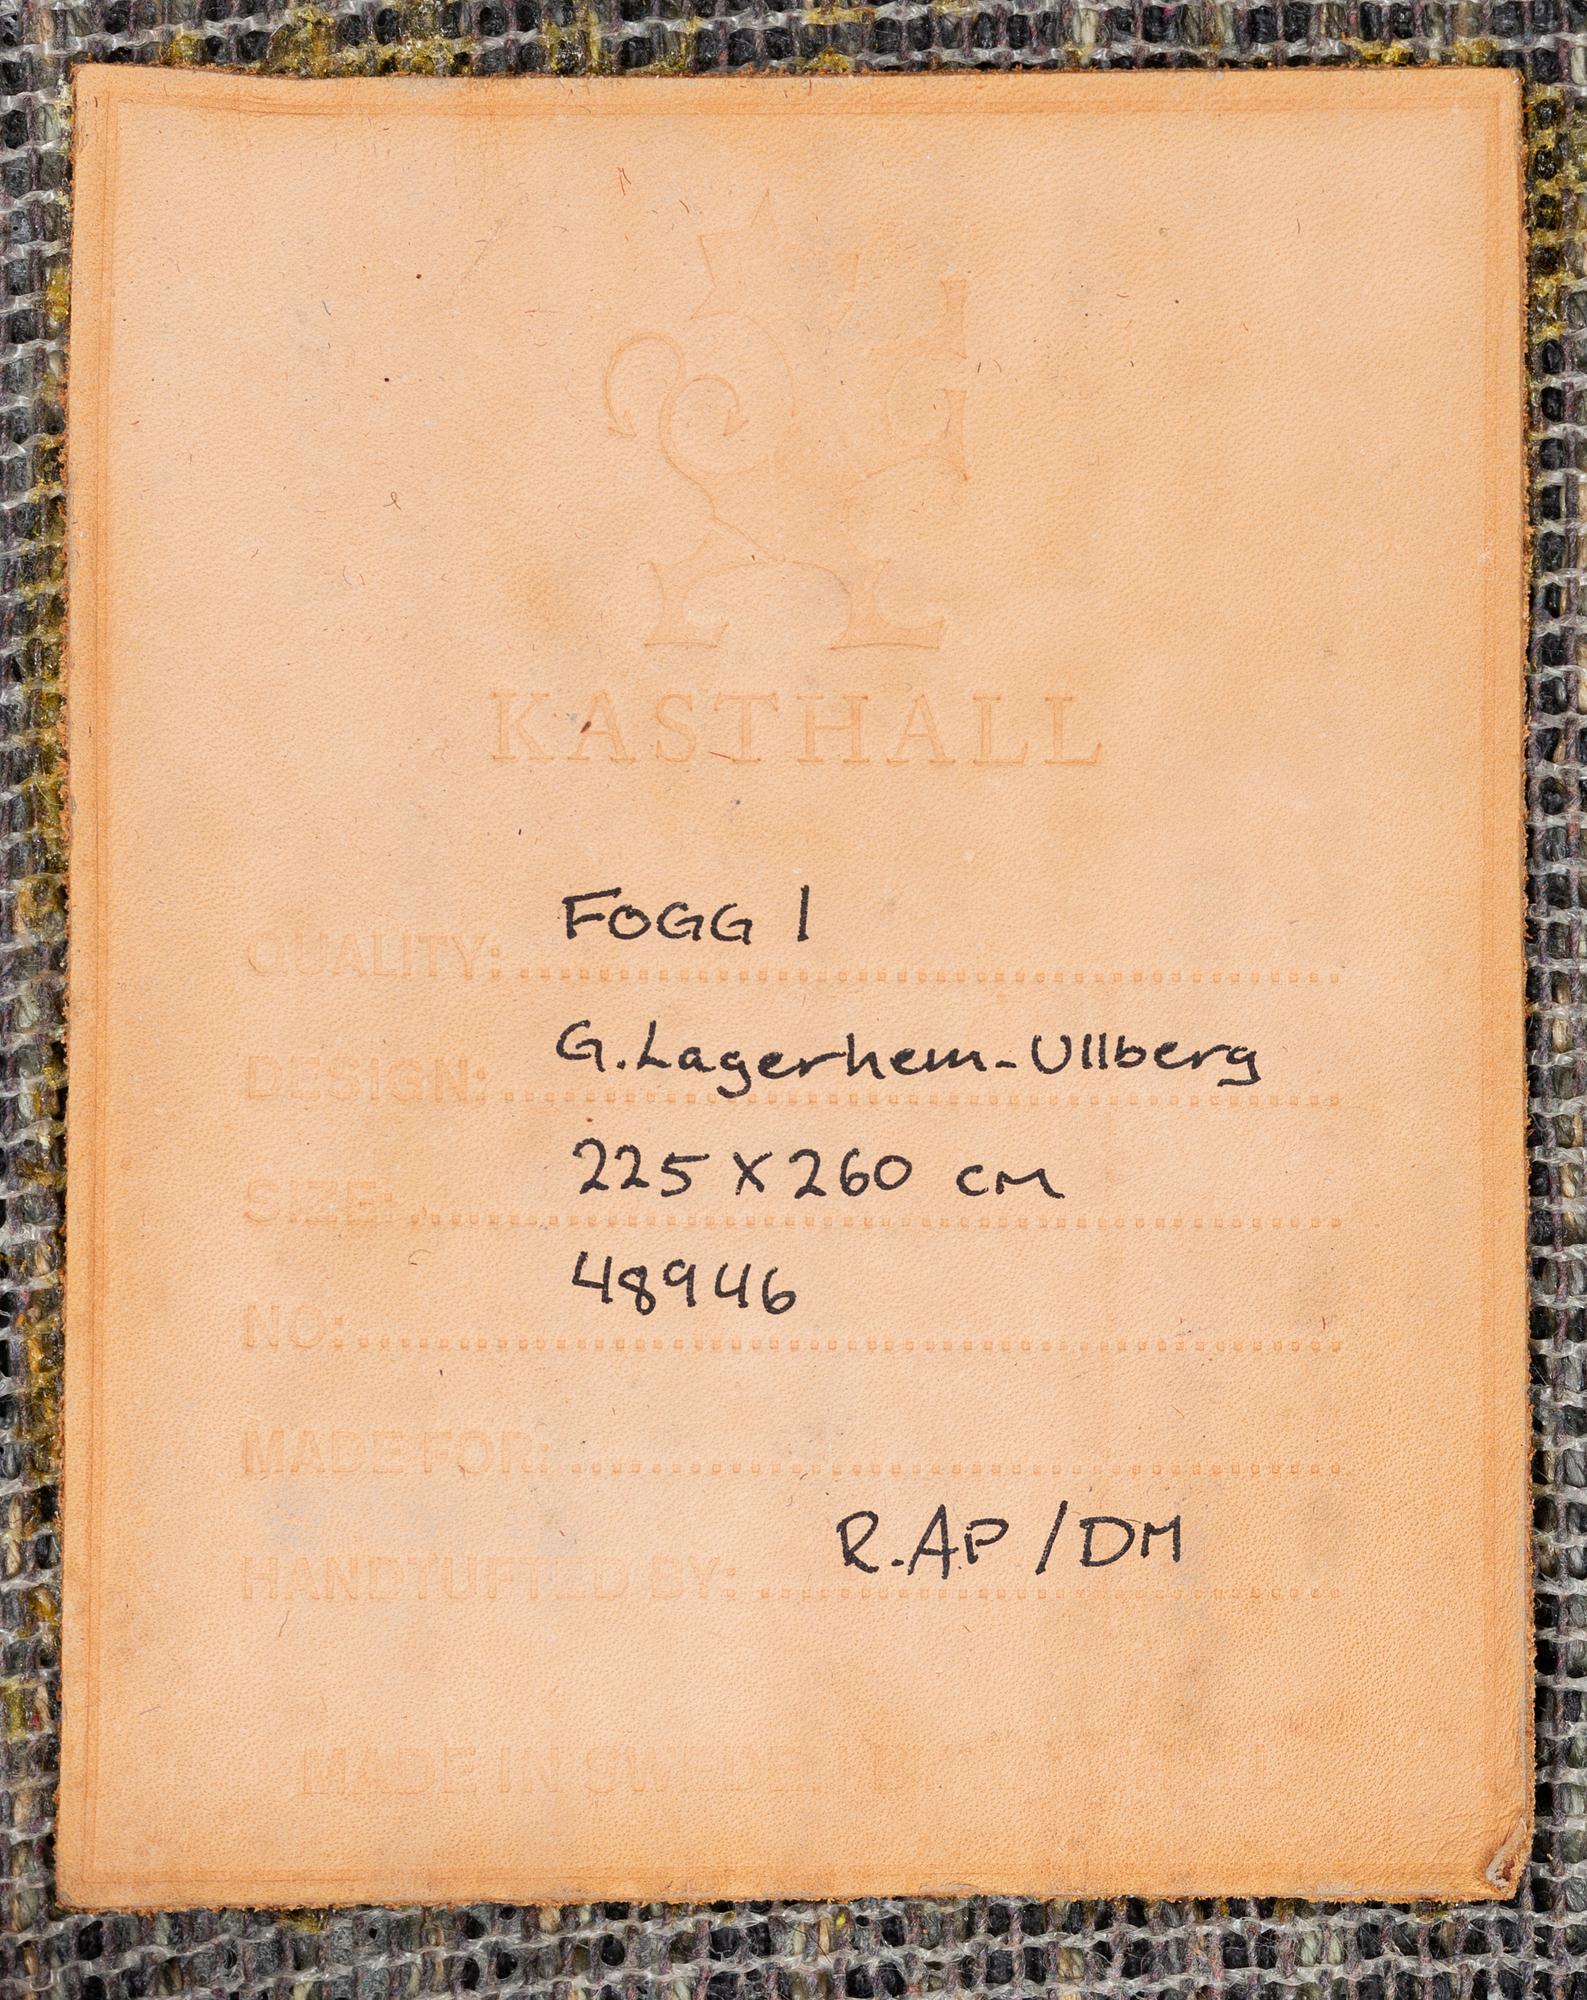 KASTHALL
QUALITY: FOGG 1
DESIGN: G. Lagerhem-Ullberg
SIZE: 225 X 260 CM
NO: 48946
MADE FOR:
HANDTUFTED BY: R.AP / DM
MADE IN